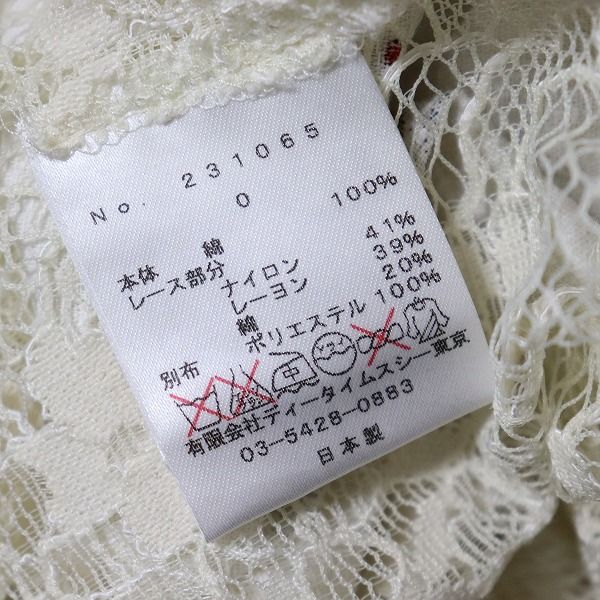 No. 231065
0
本体 綿 100%
レース部分 ナイロン 41%
レーヨン 39%
綿 20%
別布 ポリエステル 100%
有限会社ディータイムスシー東京
03-5428-0883
日本製